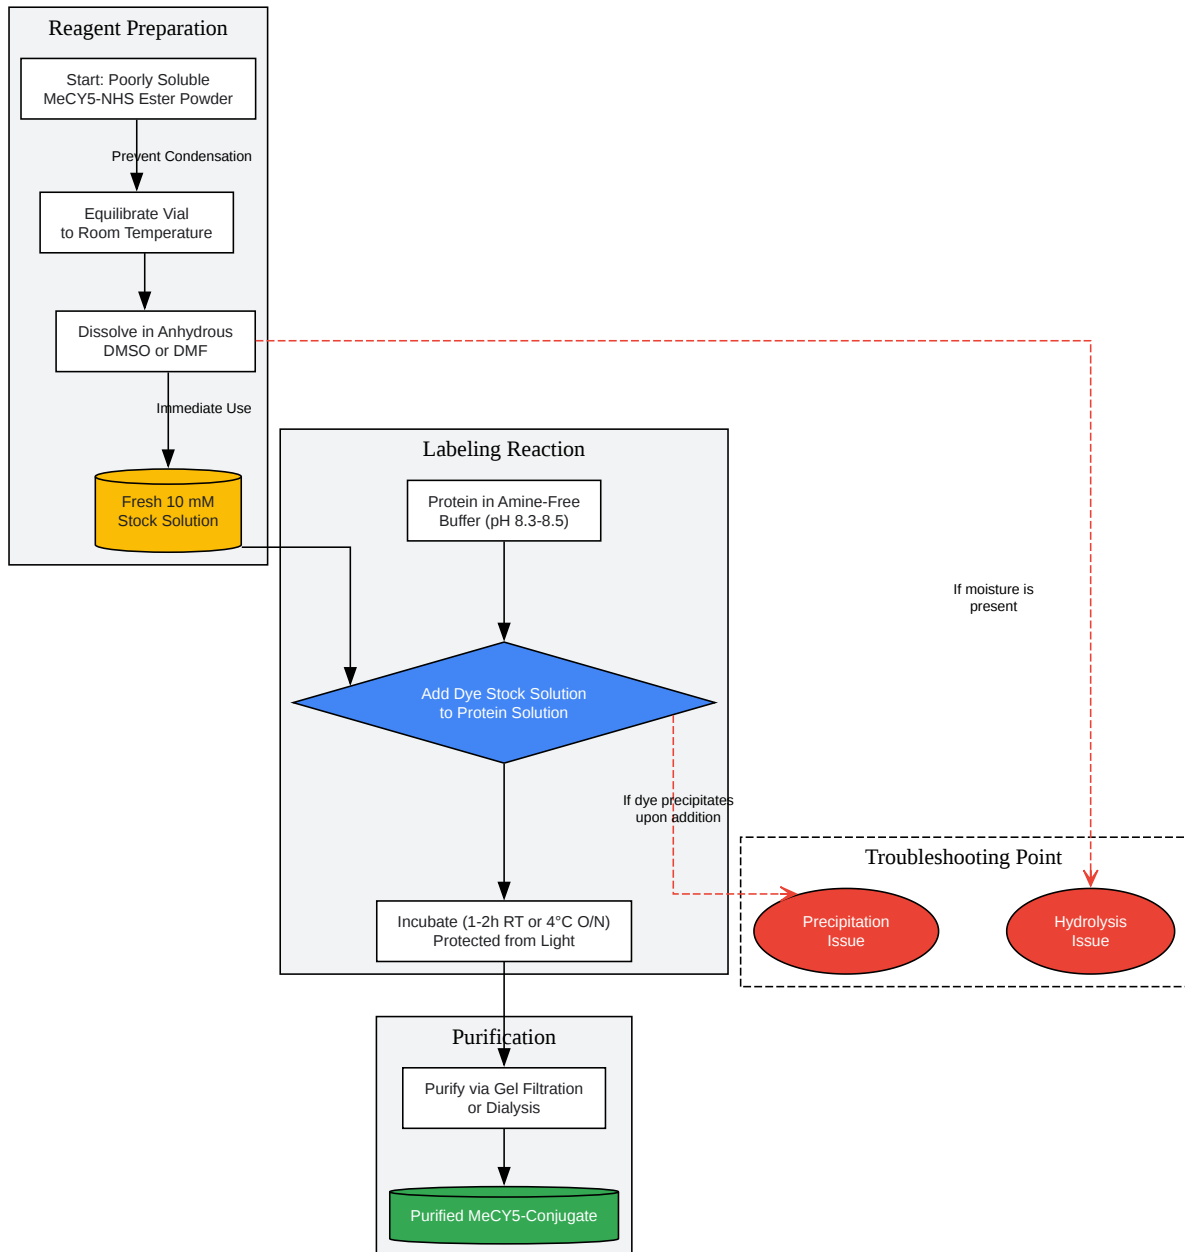 Reagent Preparation
Start: Poorly Soluble
MeCY5-NHS Ester Powder
Prevent Condensation
Equilibrate Vial
to Room Temperature
Dissolve in Anhydrous
DMSO or DMF
Immediate Use
Fresh 10 mM
Stock Solution
Labeling Reaction
Protein in Amine-Free
Buffer (pH 8.3-8.5)
Add Dye Stock Solution
to Protein Solution
If dye precipitates
upon addition
Incubate (1-2h RT or 4°C O/N)
Protected from Light
If moisture is
present
Troubleshooting Point
Precipitation
Issue
Hydrolysis
Issue
Purification
Purify via Gel Filtration
or Dialysis
Purified MeCY5-Conjugate